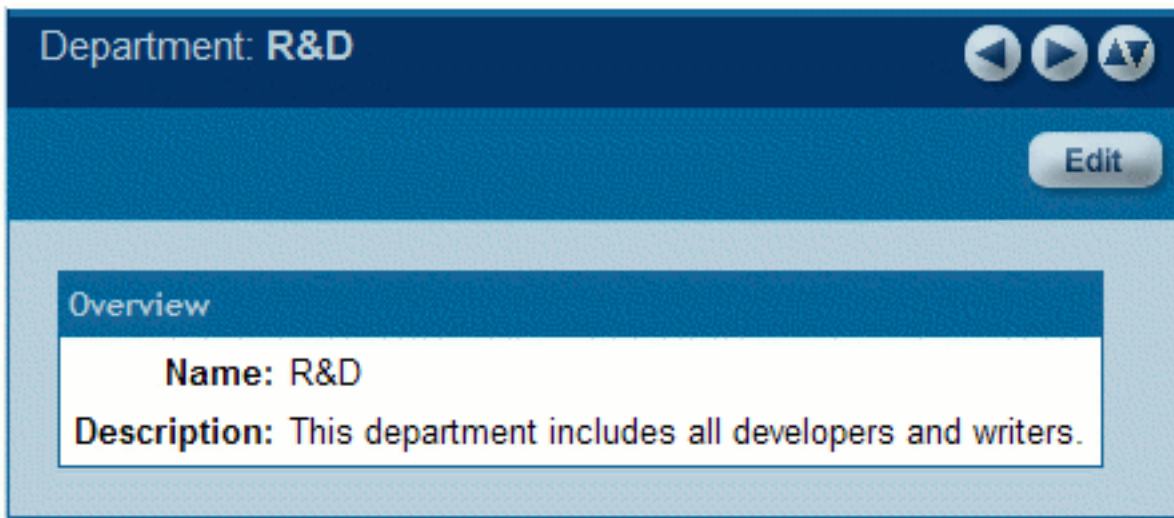 Department: R&D
Edit
Overview
Name: R&D
Description: This department includes all developers and writers.